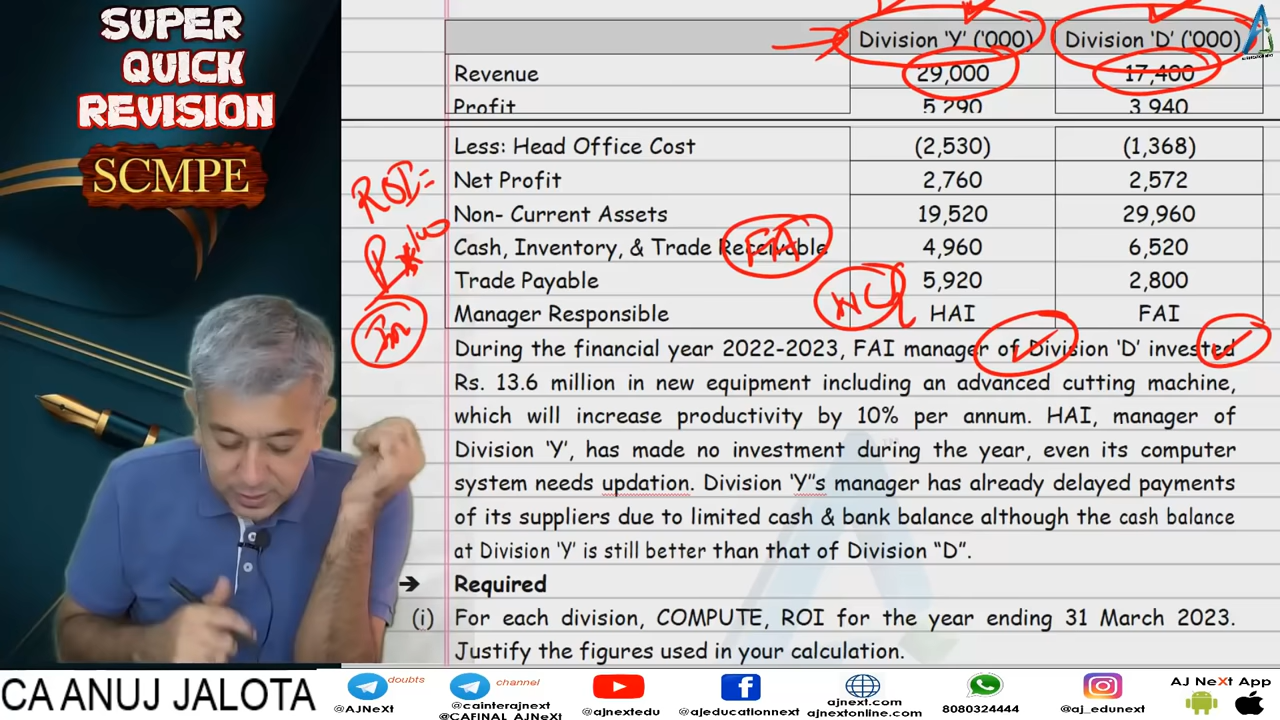 SUPER
QUICK
REVISION
SCMPE
Division 'Y' ('000) Division 'D' ('000)
Revenue 29,000 17,400
Profit 5,290 3,940
Less: Head Office Cost (2,530) (1,368)
Net Profit 2,760 2,572
Non- Current Assets 19,520 29,960
Cash, Inventory, & Trade Receivable 4,960 6,520
Trade Payable 5,920 2,800
Manager Responsible HAI FAI
ROI=
FA
WC
During the financial year 2022-2023, FAI manager of Division 'D' invested
Rs. 13.6 million in new equipment including an advanced cutting machine,
which will increase productivity by 10% per annum. HAI, manager of
Division 'Y', has made no investment during the year, even its computer
system needs updation. Division 'Y''s manager has already delayed payments
of its suppliers due to limited cash & bank balance although the cash balance
at Division 'Y' is still better than that of Division "D".
→ Required
(i) For each division, COMPUTE, ROI for the year ending 31 March 2023.
Justify the figures used in your calculation.
CA ANUJ JALOTA
doubts
@AJNeXt
channel
@cainterajnext
@CAFINAL_AJNeXt
@ajnextedu
@ajeducationnext
ajnext.com
ajnextonline.com
8080324444
@aj_edunext
AJ NeXt App